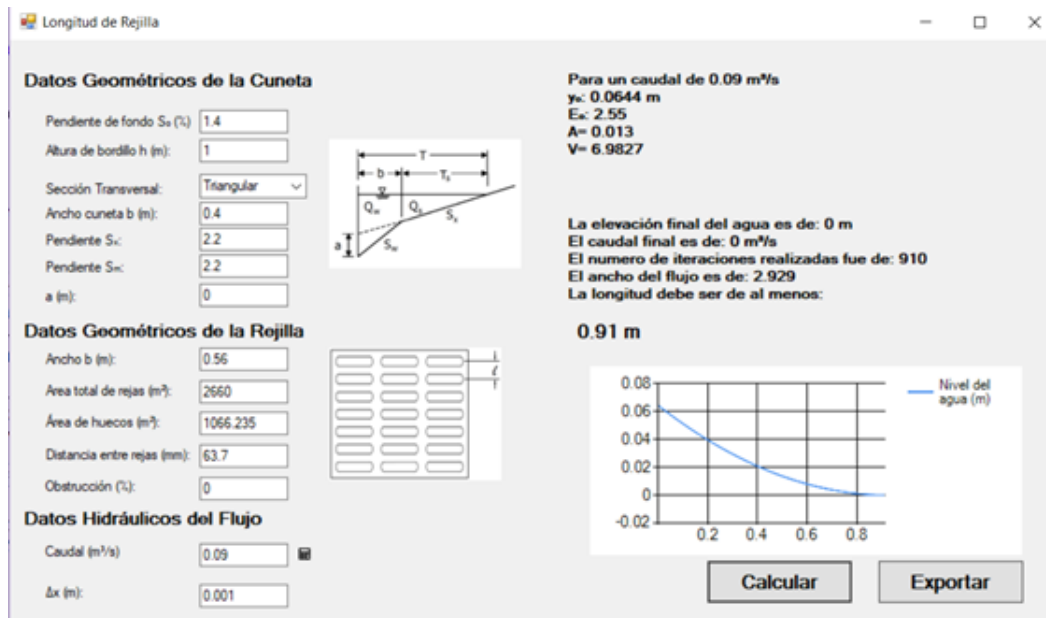 Longitud de Rejilla
Datos Geométricos de la Cuneta
Pendiente de fondo S₀ (%) 1.4
Altura de bordillo h (m): 1
Sección Transversal: Triangular
Ancho cuneta b (m): 0.4
Pendiente Sₓ: 2.2
Pendiente Sw: 2.2
a (m): 0
T
b Tₛ
Qw Qₛ Sₓ
a Sw
Datos Geométricos de la Rejilla
Ancho b (m): 0.56
Area total de rejas (m²): 2660
Área de huecos (m²): 1066.235
Distancia entre rejas (mm): 63.7
Obstrucción (%): 0
Datos Hidráulicos del Flujo
Caudal (m³/s) 0.09
Δx (m): 0.001
Para un caudal de 0.09 m³/s
yₒ: 0.0644 m
Eₒ: 2.55
A= 0.013
V= 6.9827
La elevación final del agua es de: 0 m
El caudal final es de: 0 m³/s
El numero de iteraciones realizadas fue de: 910
El ancho del flujo es de: 2.929
La longitud debe ser de al menos:
0.91 m
0.08
0.06
0.04
0.02
0
-0.02
0.2 0.4 0.6 0.8
Nivel del
agua (m)
Calcular Exportar